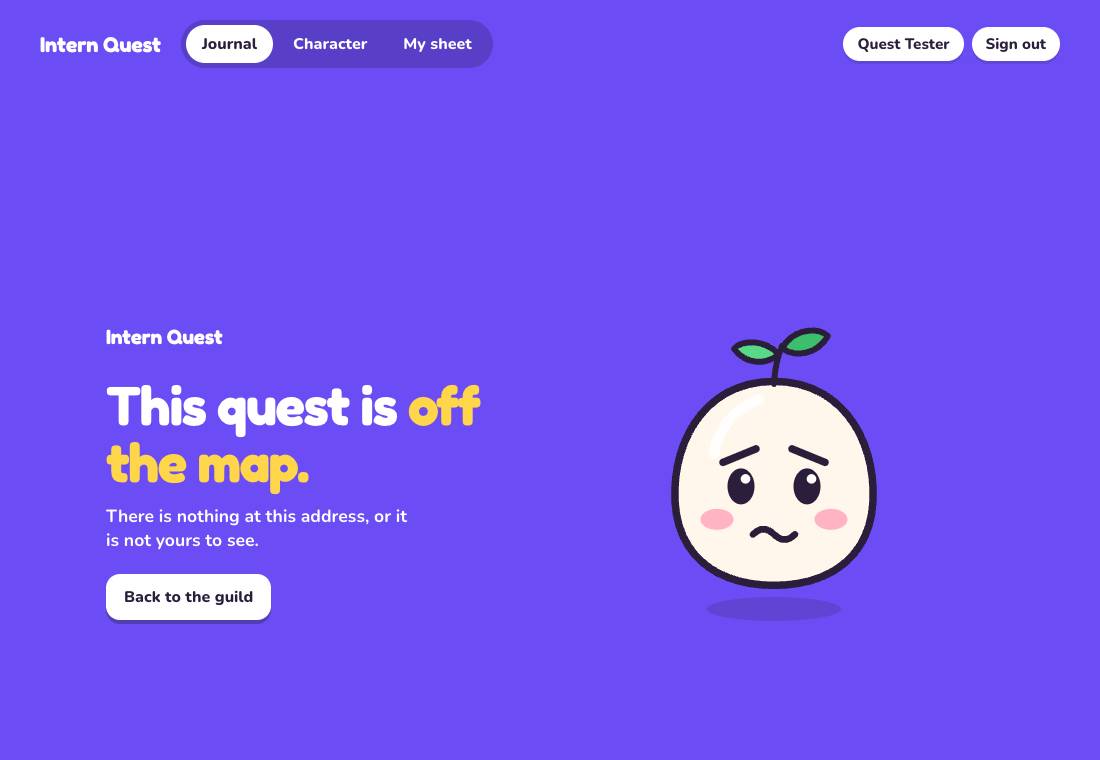 Intern Quest
Journal
Character
My sheet
Quest Tester
Sign out
Intern Quest
This quest is off
the map.
There is nothing at this address, or it
is not yours to see.
Back to the guild